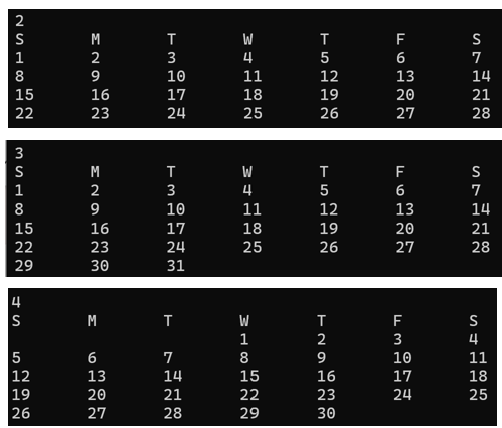 2
S M T W T F S
1 2 3 4 5 6 7
8 9 10 11 12 13 14
15 16 17 18 19 20 21
22 23 24 25 26 27 28
3
S M T W T F S
1 2 3 4 5 6 7
8 9 10 11 12 13 14
15 16 17 18 19 20 21
22 23 24 25 26 27 28
29 30 31
4
S M T W T F S
1 2 3 4
5 6 7 8 9 10 11
12 13 14 15 16 17 18
19 20 21 22 23 24 25
26 27 28 29 30